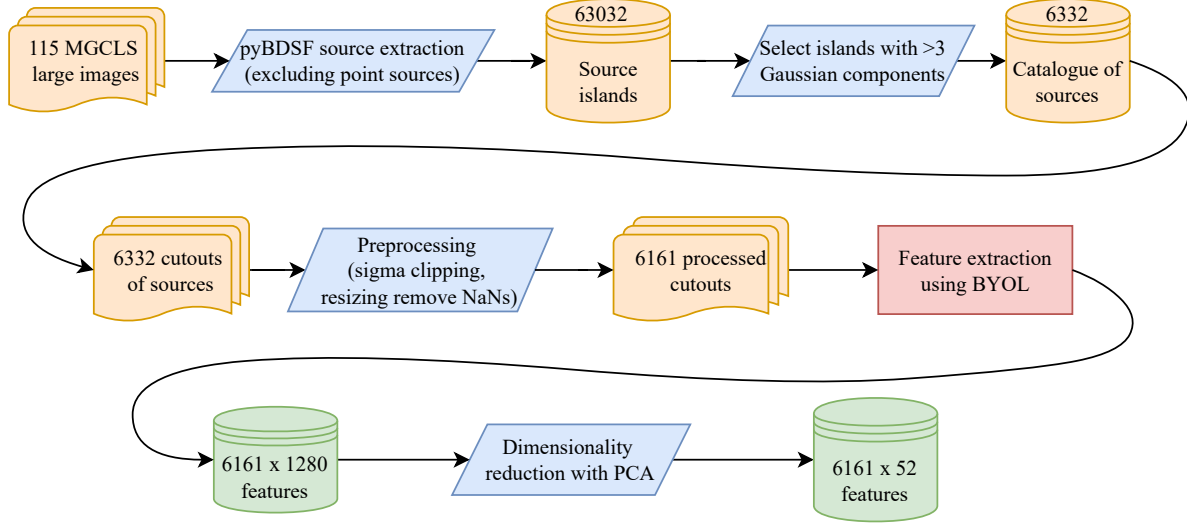 115 MGCLS
large images
pyBDSF source extraction
(excluding point sources)
63032
Source
islands
Select islands with >3
Gaussian components
6332
Catalogue of
sources
6332 cutouts
of sources
Preprocessing
(sigma clipping,
resizing remove NaNs)
6161 processed
cutouts
Feature extraction
using BYOL
6161 x 1280
features
Dimensionality
reduction with PCA
6161 x 52
features